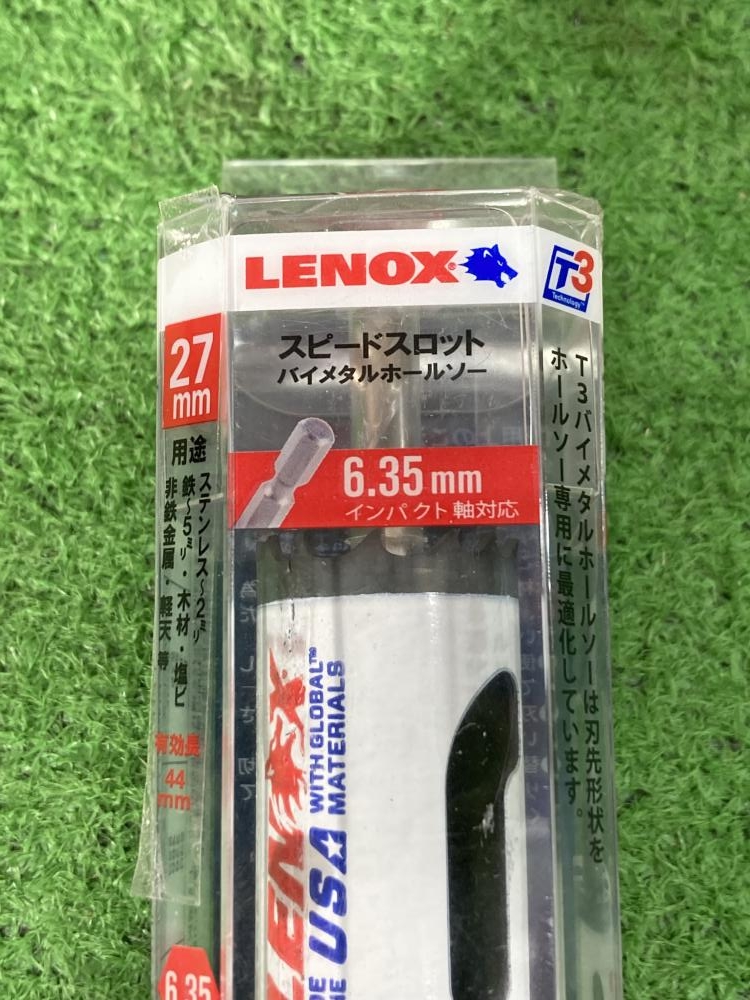 LENOX®
T3
Technology™
スピードスロット
バイメタルホールソー
27
mm
6.35mm
インパクト軸対応
用途
ステンレス〜2ミリ
鉄〜5ミリ・木材・塩ビ
非鉄金属・軽天等
有効長
44
mm
T3バイメタルホールソーは刃先形状を
ホールソー専用に最適化しています。
LENOX
USA
WITH GLOBAL™
MATERIALS
6.35